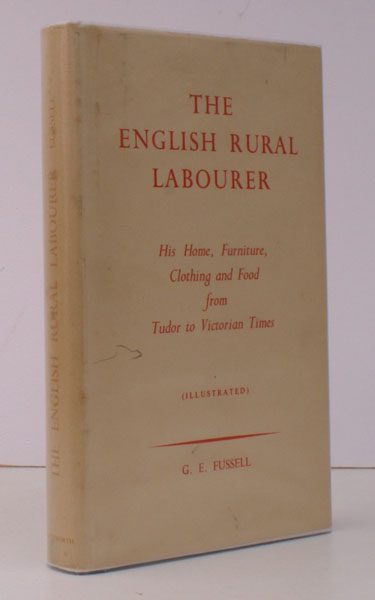 THE
ENGLISH RURAL
LABOURER
His Home, Furniture,
Clothing and Food
from
Tudor to Victorian Times
(ILLUSTRATED)
G. E. FUSSELL
THE ENGLISH RURAL LABOURER FUSSELL